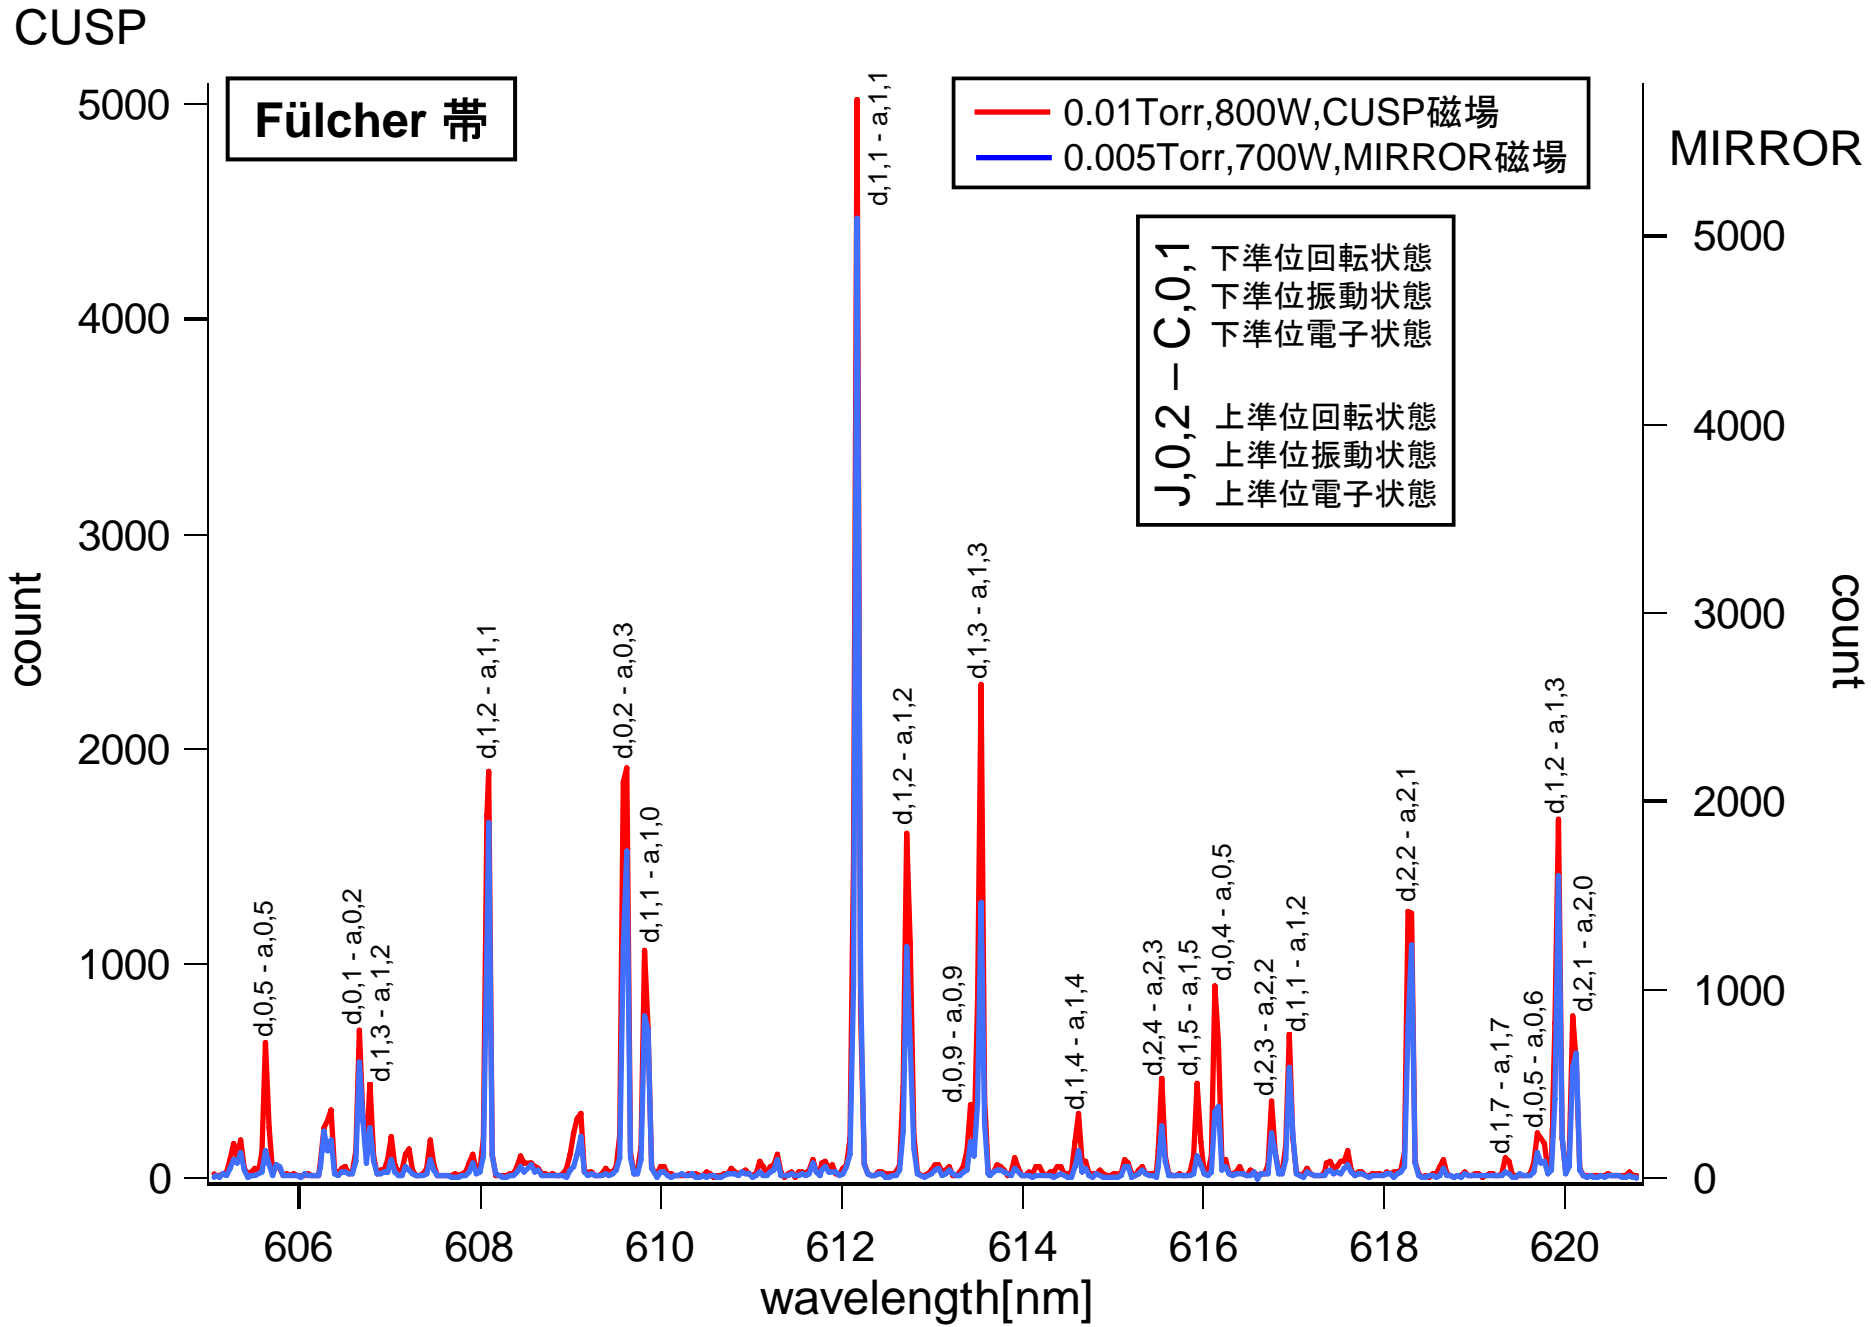 CUSP
Fülcher 帯
0.01Torr,800W,CUSP磁場
0.005Torr,700W,MIRROR磁場
MIRROR
J,0,2 – C,0,1
下準位回転状態
下準位振動状態
下準位電子状態
上準位回転状態
上準位振動状態
上準位電子状態
5000
4000
3000
2000
1000
0
count
5000
4000
3000
2000
1000
0
count
d,0,5 - a,0,5
d,0,1 - a,0,2
d,1,3 - a,1,2
d,1,2 - a,1,1
d,0,2 - a,0,3
d,1,1 - a,1,0
d,1,1 - a,1,1
d,1,2 - a,1,2
d,0,9 - a,0,9
d,1,3 - a,1,3
d,1,4 - a,1,4
d,2,4 - a,2,3
d,1,5 - a,1,5
d,0,4 - a,0,5
d,2,3 - a,2,2
d,1,1 - a,1,2
d,2,2 - a,2,1
d,1,7 - a,1,7
d,0,5 - a,0,6
d,1,2 - a,1,3
d,2,1 - a,2,0
606
608
610
612
614
616
618
620
wavelength[nm]